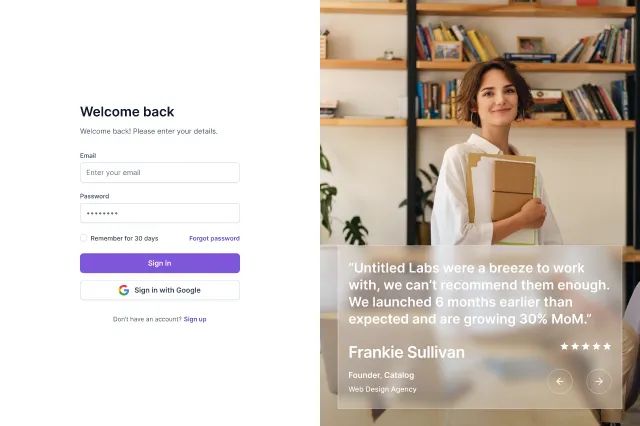 Welcome back
Welcome back! Please enter your details.
Email
Enter your email
Password
••••••••
Remember for 30 days
Forgot password
Sign in
Sign in with Google
Don't have an account? Sign up
“Untitled Labs were a breeze to work
with, we can’t recommend them enough.
We launched 6 months earlier than
expected and are growing 30% MoM.”
Frankie Sullivan
Founder, Catalog
Web Design Agency